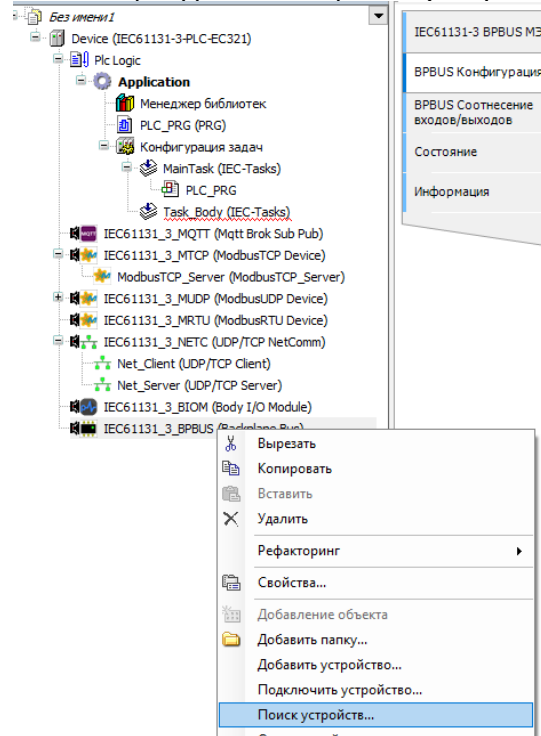 Без имени1
Device (IEC61131-3-PLC-EC321)
Plc Logic
Application
Менеджер библиотек
PLC_PRG (PRG)
Конфигурация задач
MainTask (IEC-Tasks)
PLC_PRG
Task_Body (IEC-Tasks)
IEC61131_3_MQTT (Mqtt Brok Sub Pub)
IEC61131_3_MTCP (ModbusTCP Device)
ModbusTCP_Server (ModbusTCP_Server)
IEC61131_3_MUDP (ModbusUDP Device)
IEC61131_3_MRTU (ModbusRTU Device)
IEC61131_3_NETC (UDP/TCP NetComm)
Net_Client (UDP/TCP Client)
Net_Server (UDP/TCP Server)
IEC61131_3_BIOM (Body I/O Module)
IEC61131_3_BPBUS (Backplane Bus)
Вырезать
Копировать
Вставить
Удалить
Рефакторинг
Свойства...
Добавление объекта
Добавить папку...
Добавить устройство...
Подключить устройство...
Поиск устройств...
IEC61131-3 BPBUS МЭ
BPBUS Конфигурация
BPBUS Соотнесение
входов/выходов
Состояние
Информация